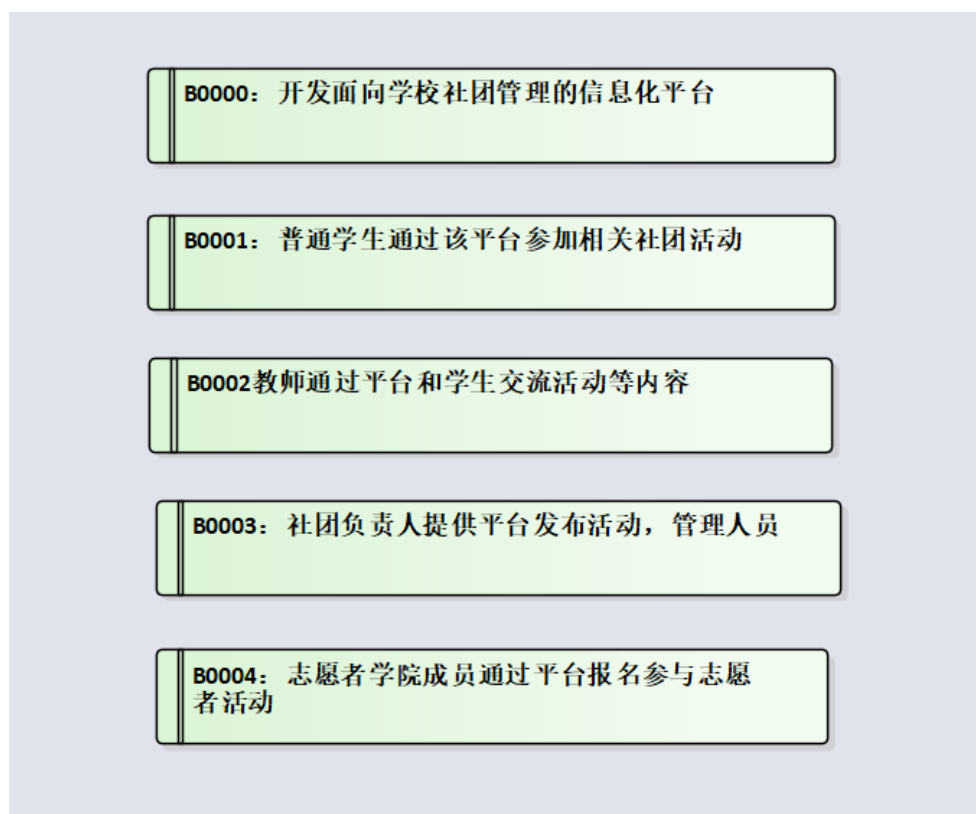 B0000：开发面向学校社团管理的信息化平台
B0001：普通学生通过该平台参加相关社团活动
B0002教师通过平台和学生交流活动等内容
B0003：社团负责人提供平台发布活动，管理人员
B0004：志愿者学院成员通过平台报名参与志愿
者活动